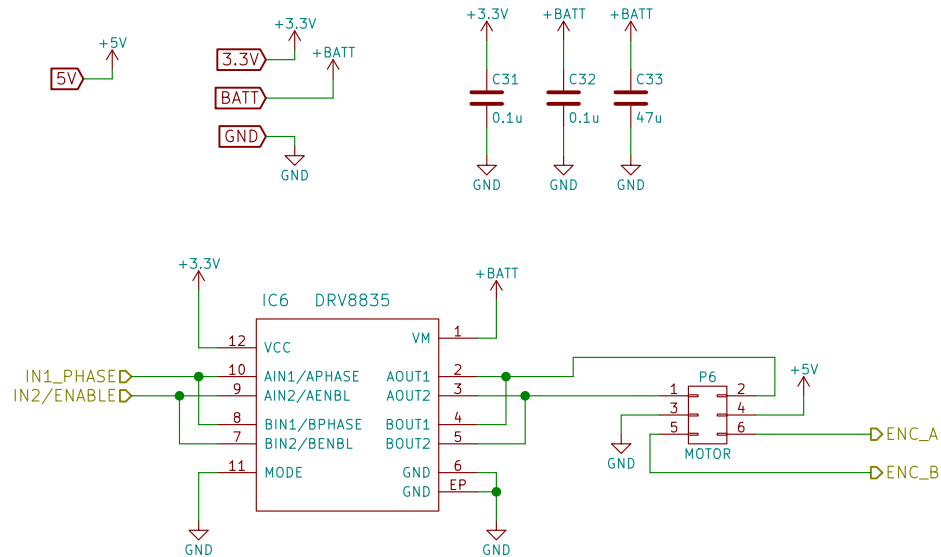 +5V
5V
+3.3V
3.3V
+BATT
BATT
GND
GND
+3.3V
C31
0.1u
GND
+BATT
C32
0.1u
GND
+BATT
C33
47u
GND
+3.3V
+BATT
IC6 DRV8835
12 VCC
VM 1
IN1_PHASE
10 AIN1/APHASE
AOUT1 2
IN2/ENABLE
9 AIN2/AENBL
AOUT2 3
8 BIN1/BPHASE
BOUT1 4
7 BIN2/BENBL
BOUT2 5
11 MODE
GND 6
GND EP
GND
GND
P6
1 2
3 4
5 6
MOTOR
+5V
GND
ENC_A
ENC_B